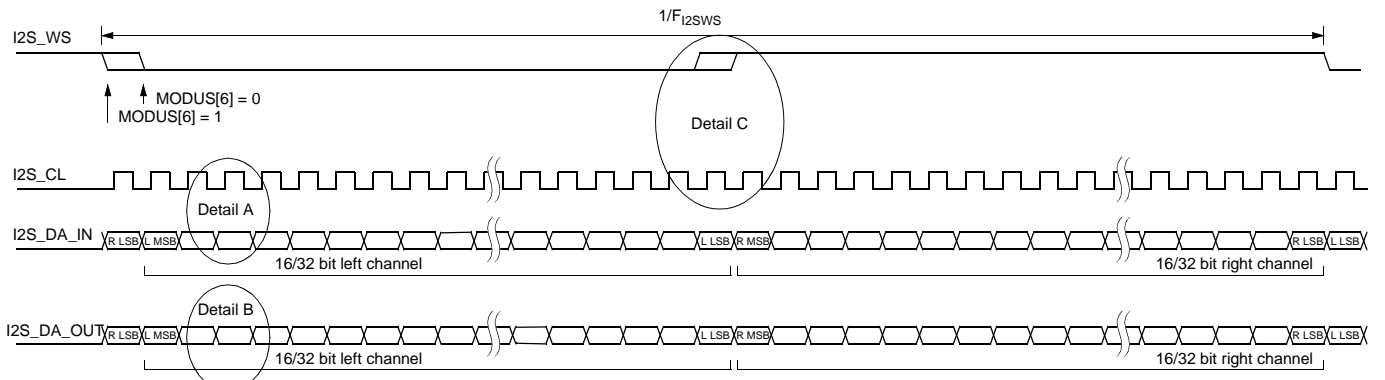 1/FI2SWS
I2S_WS
MODUS[6] = 0
MODUS[6] = 1
Detail C
I2S_CL
Detail A
I2S_DA_IN
R LSB L MSB L LSB R MSB R LSB L LSB
16/32 bit left channel 16/32 bit right channel
Detail B
I2S_DA_OUT
R LSB L MSB L LSB R MSB R LSB L LSB
16/32 bit left channel 16/32 bit right channel